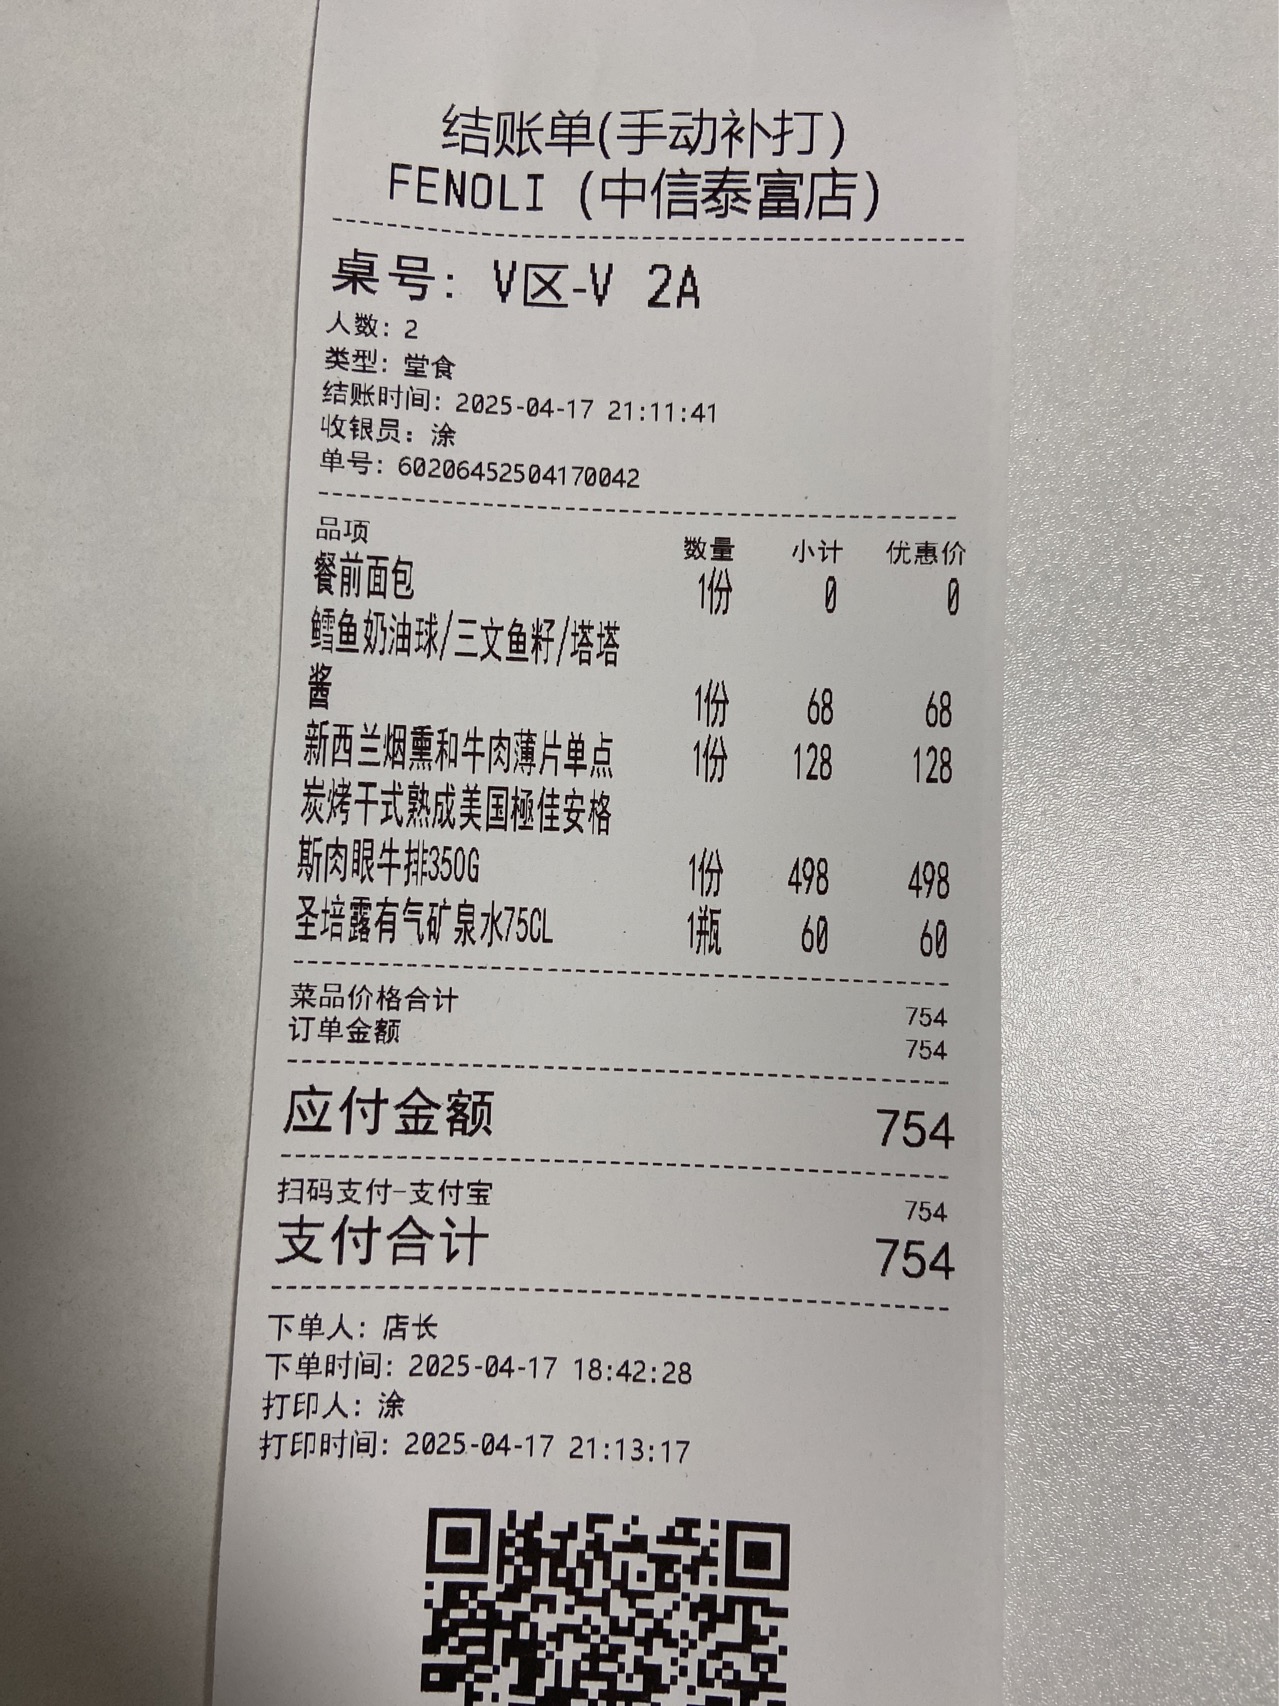 结账单(手动补打)
FENOLI (中信泰富店)
桌号: V区-V 2A
人数: 2
类型: 堂食
结账时间: 2025-04-17 21:11:41
收银员: 涂
单号: 60206452504170042
品项 数量 小计 优惠价
餐前面包 1份 0 0
鳕鱼奶油球/三文鱼籽/塔塔
酱 1份 68 68
新西兰烟熏和牛肉薄片单点 1份 128 128
炭烤干式熟成美国極佳安格
斯肉眼牛排350G 1份 498 498
圣培露有气矿泉水75CL 1瓶 60 60
菜品价格合计 754
订单金额 754
应付金额 754
扫码支付-支付宝 754
支付合计 754
下单人: 店长
下单时间: 2025-04-17 18:42:28
打印人: 涂
打印时间: 2025-04-17 21:13:17